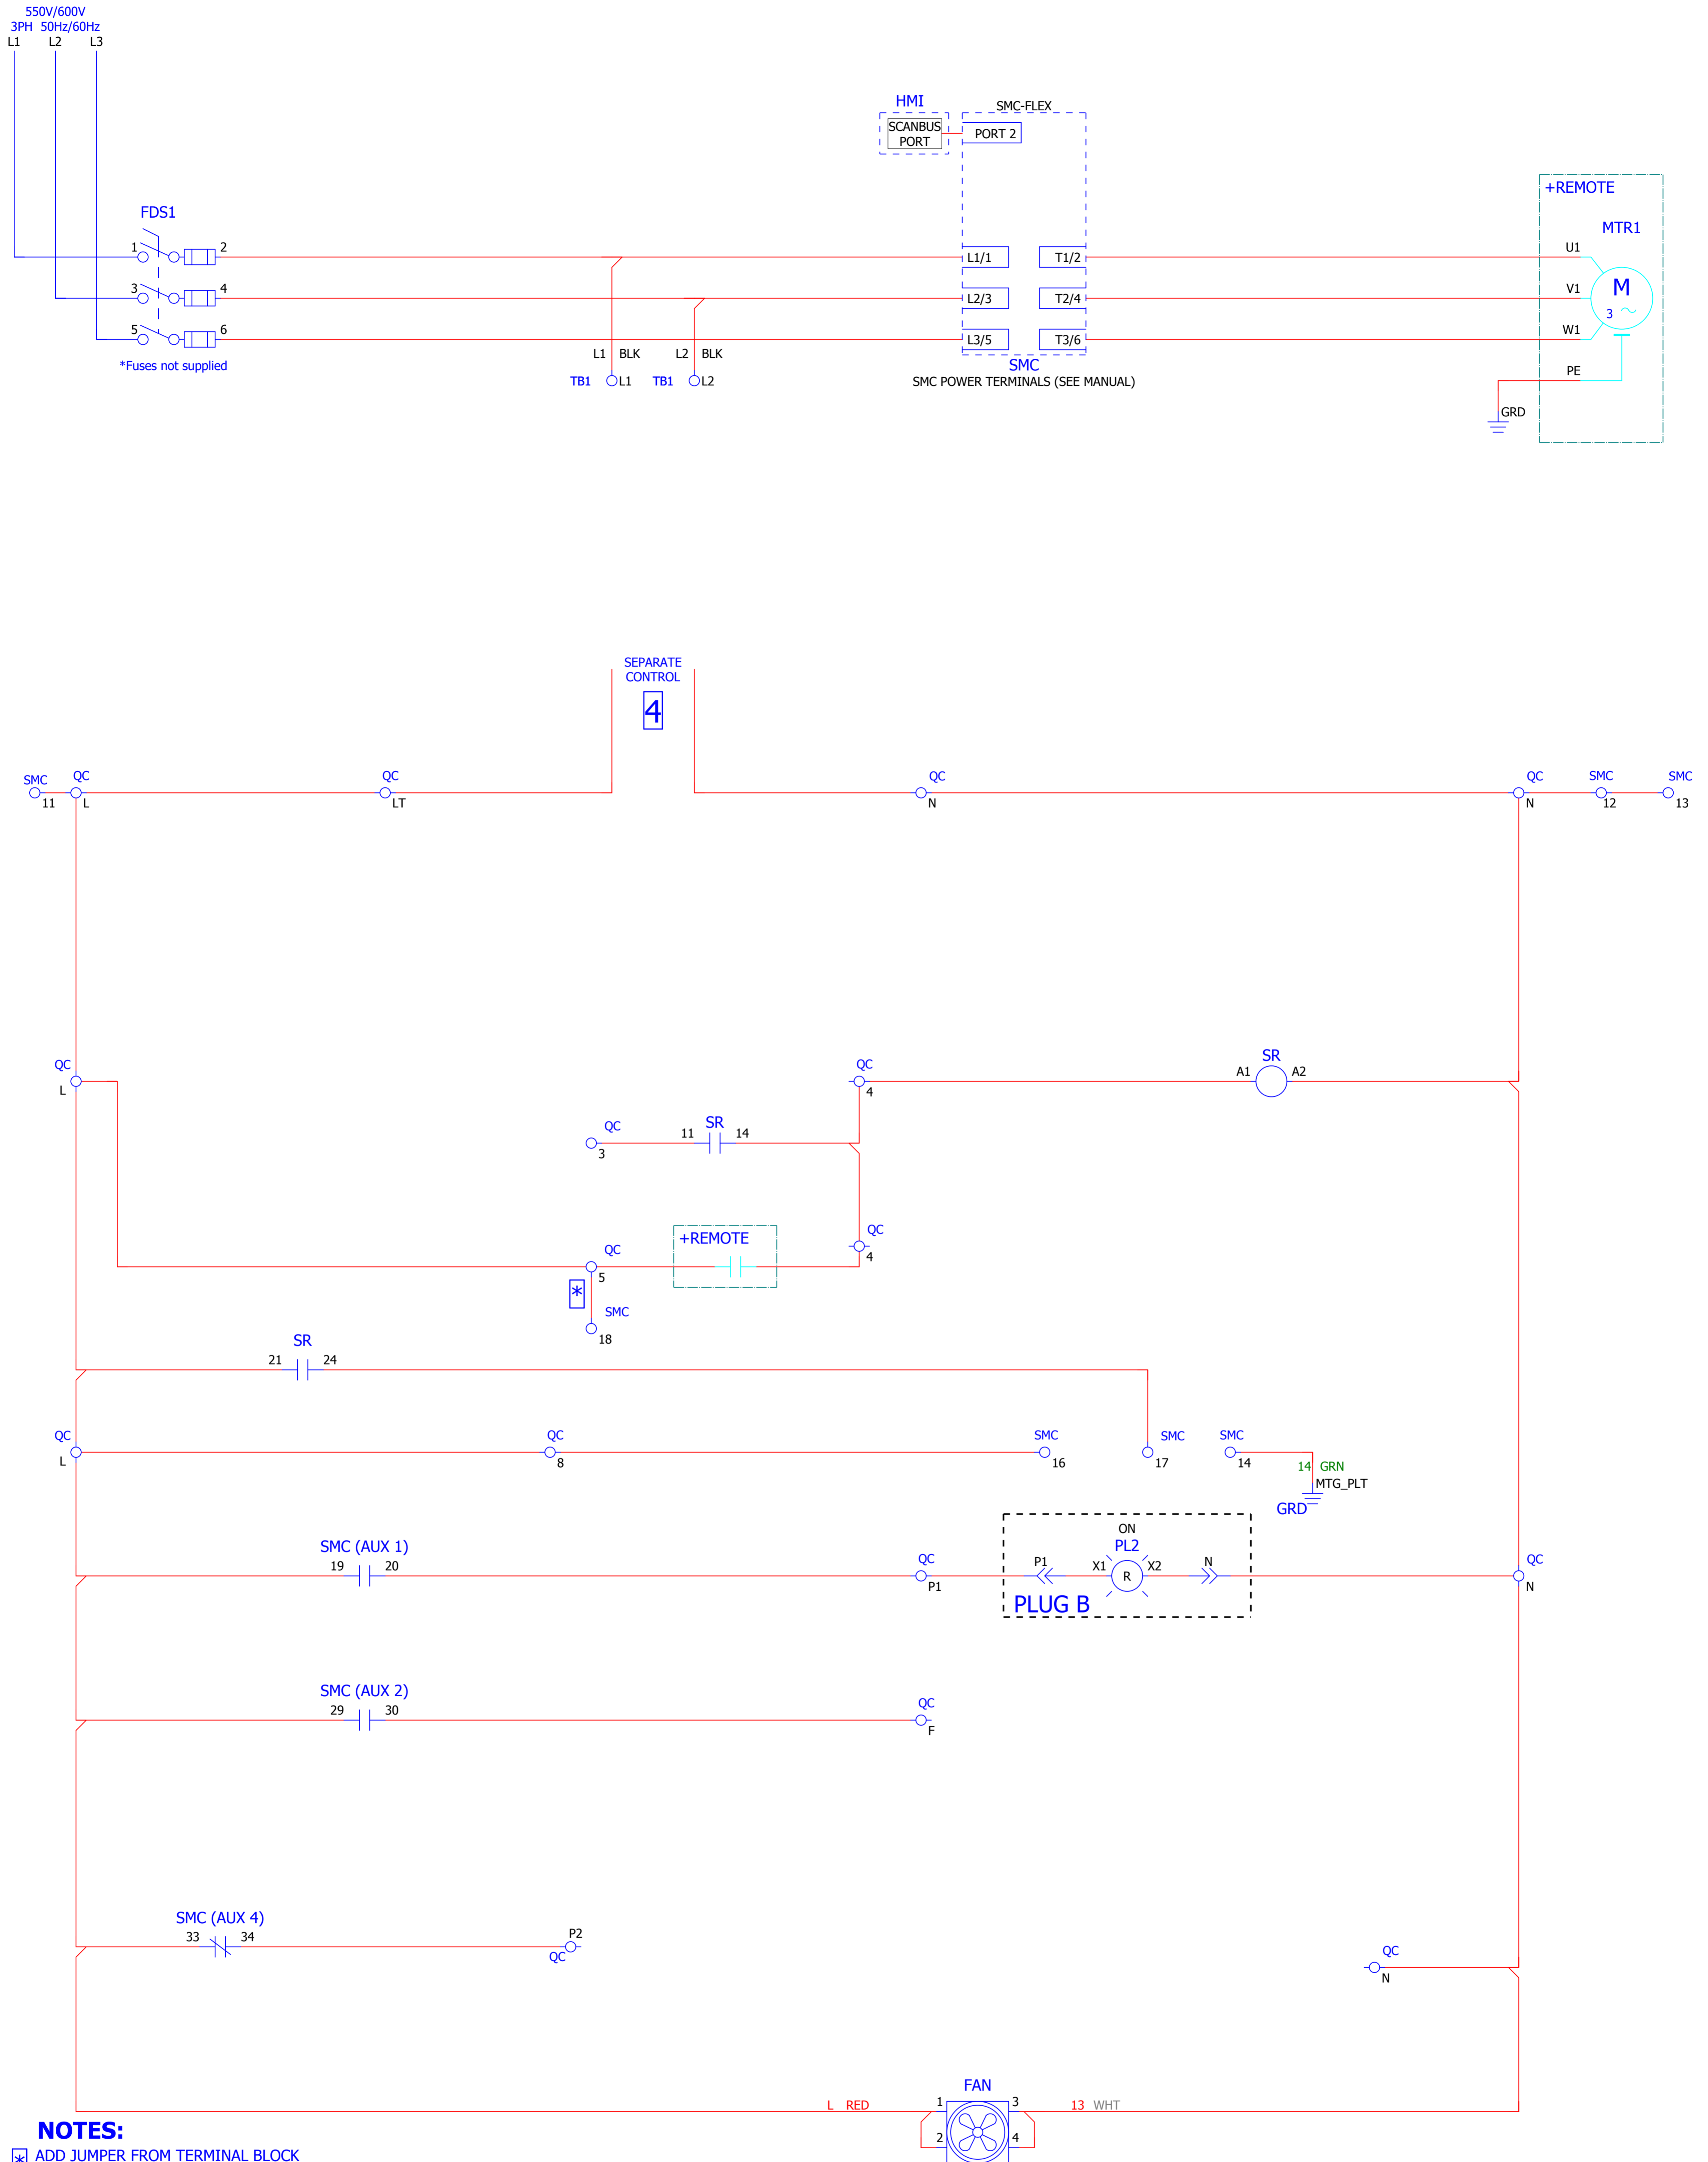 550V/600V
3PH 50Hz/60Hz
L1 L2 L3
HMI
SCANBUS
PORT
SMC-FLEX
PORT 2
+REMOTE
MTR1
FDS1
1 2
3 4
5 6
*Fuses not supplied
L1/1 T1/2
L2/3 T2/4
L3/5 T3/6
SMC
SMC POWER TERMINALS (SEE MANUAL)
U1
V1
W1
M
3
PE
GRD
L1 BLK L2 BLK
TB1 L1 TB1 L2
SEPARATE
CONTROL
4
SMC QC QC QC QC SMC SMC
11 L LT N N 12 13
QC QC SR
L 4 A1 A2
QC SR
3 11 14
+REMOTE QC
4
QC
5
*
SMC
18
SR
21 24
QC QC SMC SMC SMC
L 8 16 17 14
14 GRN
MTG_PLT
GRD
SMC (AUX 1)
19 20
QC
P1
ON
PL2
P1 X1 R X2 N
PLUG B
QC
N
SMC (AUX 2)
29 30
QC
F
SMC (AUX 4)
33 34
P2
QC
QC
N
FAN
L RED 1 3 13 WHT
2 4
NOTES:
* ADD JUMPER FROM TERMINAL BLOCK